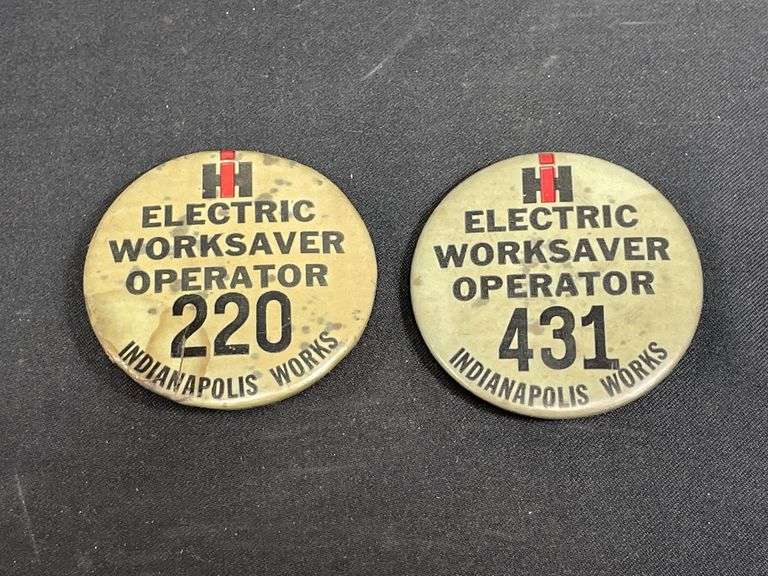 IH
ELECTRIC
WORKSAVER
OPERATOR
220
INDIANAPOLIS WORKS
IH
ELECTRIC
WORKSAVER
OPERATOR
431
INDIANAPOLIS WORKS